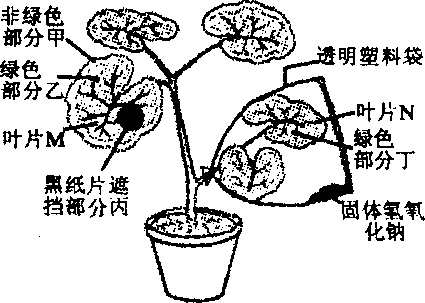 非绿色
部分甲
绿色
部分乙
叶片M
黑纸片遮
挡部分丙
透明塑料袋
叶片N
绿色
部分丁
固体氧氧
化钠